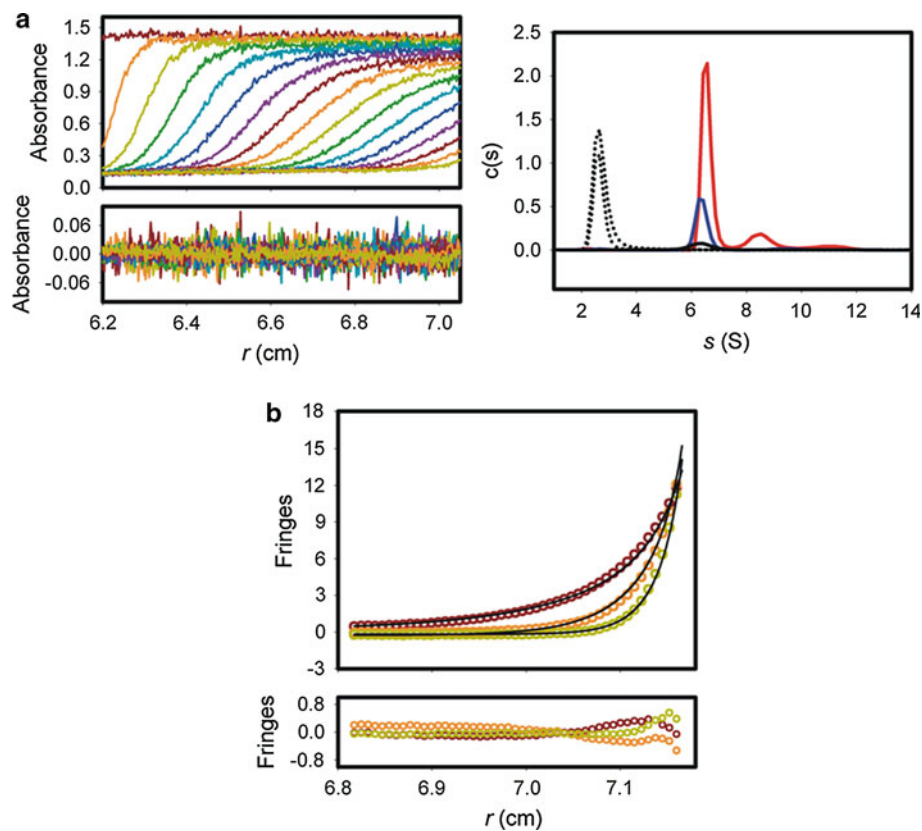 a
Absorbance
1.5
1.2
0.9
0.6
0.3
0.0
Absorbance
0.06
0.00
-0.06
6.2 6.4 6.6 6.8 7.0
r (cm)
c(s)
2.5
2.0
1.5
1.0
0.5
0.0
2 4 6 8 10 12 14
s (S)
b
Fringes
18
15
12
9
6
3
0
-3
Fringes
0.8
0.0
-0.8
6.8 6.9 7.0 7.1
r (cm)